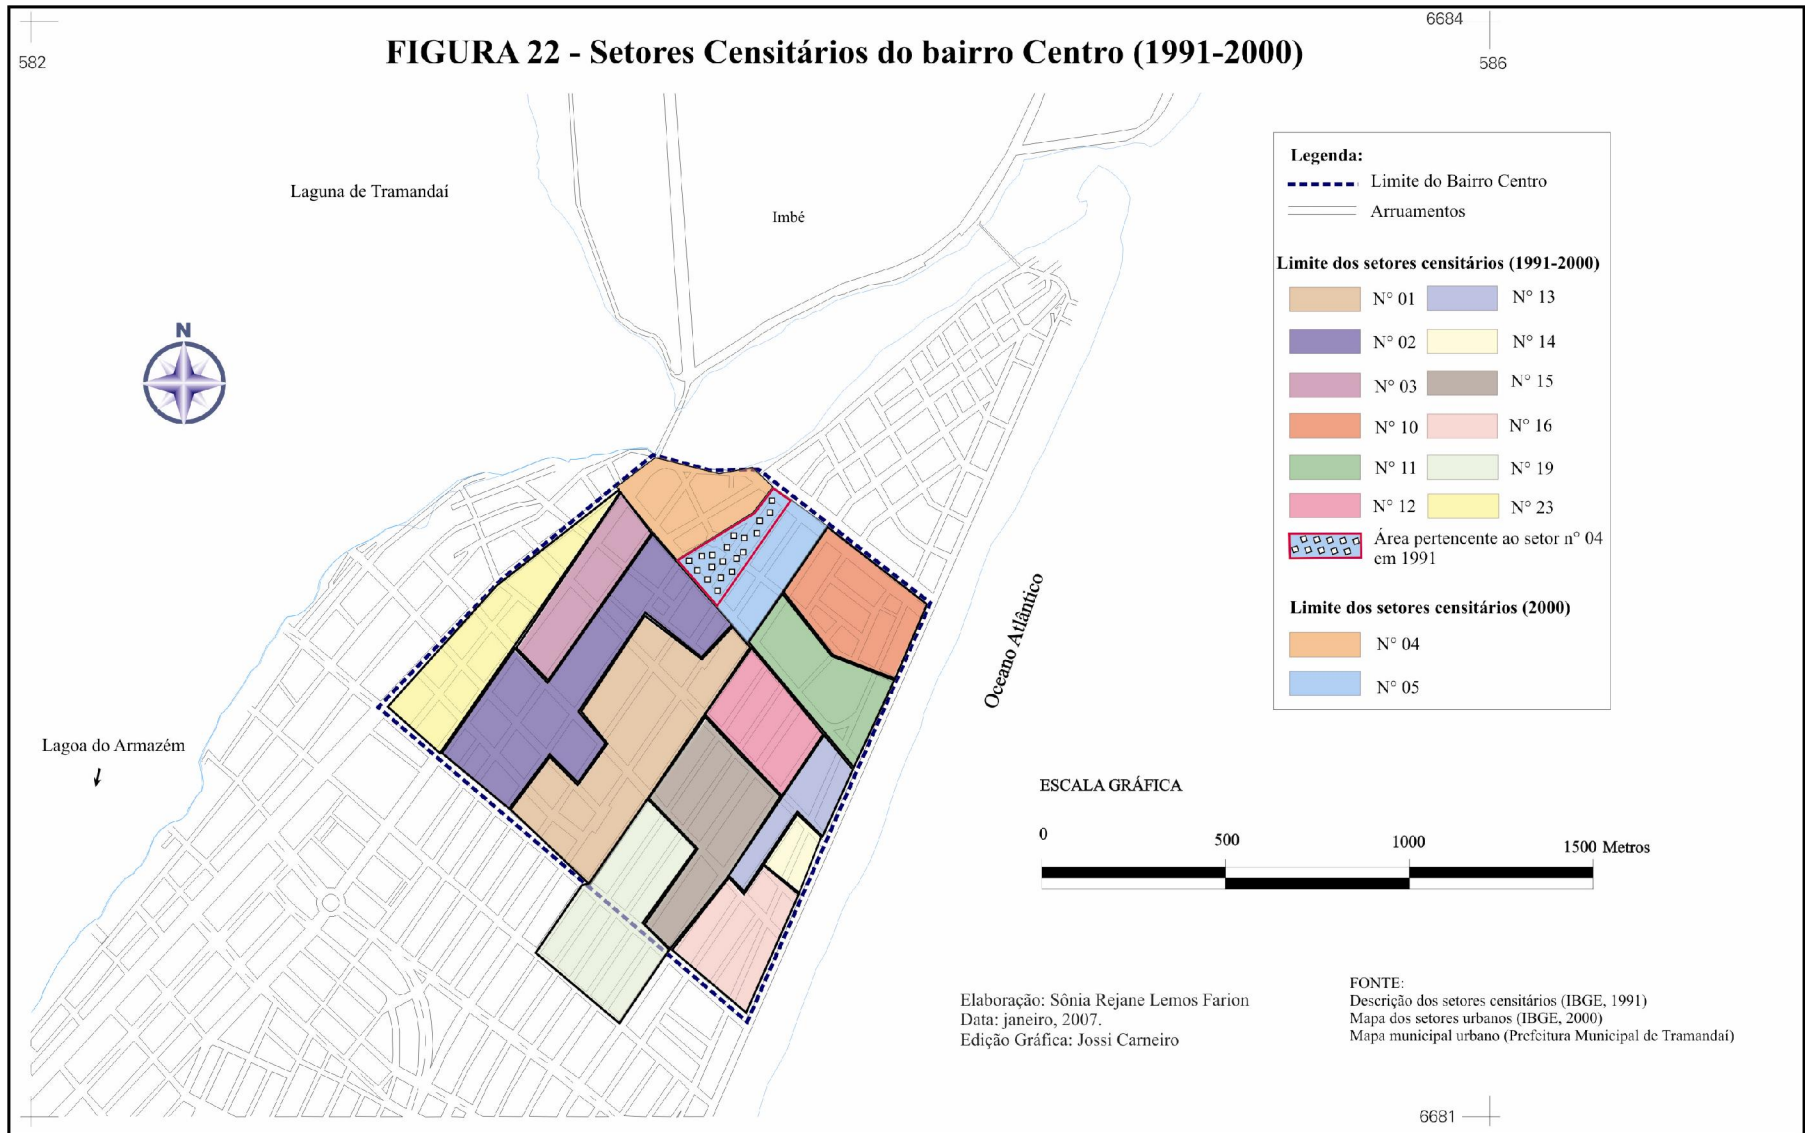 6684
582
586
FIGURA 22 - Setores Censitários do bairro Centro (1991-2000)
Laguna de Tramandaí
Imbé
N
Lagoa do Armazém
Oceano Atlântico
Legenda:
Limite do Bairro Centro
Arruamentos
Limite dos setores censitários (1991-2000)
N° 01
N° 13
N° 02
N° 14
N° 03
N° 15
N° 10
N° 16
N° 11
N° 19
N° 12
N° 23
Área pertencente ao setor n° 04
em 1991
Limite dos setores censitários (2000)
N° 04
N° 05
ESCALA GRÁFICA
0 500 1000 1500 Metros
Elaboração: Sônia Rejane Lemos Farion
Data: janeiro, 2007.
Edição Gráfica: Jossi Carneiro
FONTE:
Descrição dos setores censitários (IBGE, 1991)
Mapa dos setores urbanos (IBGE, 2000)
Mapa municipal urbano (Prefeitura Municipal de Tramandaí)
6681